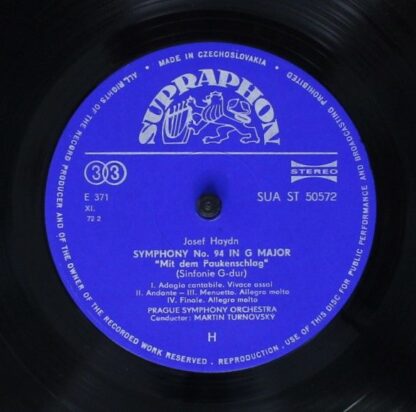 MADE IN CZECHOSLOVAKIA
ALL RIGHTS OF THE RECORD PRODUCER AND OF THE OWNER OF THE RECORDED WORK RESERVED . REPRODUCTION , USE OF THIS DISC FOR PUBLIC PERFORMANCE AND BROADCASTING PROHIBITED
SUPRAPHON
33
STEREO
E 371
SUA ST 50572
XI.
72 2
Josef Haydn
SYMPHONY No. 94 IN G MAJOR
"Mit dem Paukenschlag"
(Sinfonie G-dur)
I. Adagio cantabile. Vivace assai
II. Andante – III. Menuetto. Allegro molto
IV. Finale. Allegro molto
PRAGUE SYMPHONY ORCHESTRA
Conductor: MARTIN TURNOVSKÝ
H